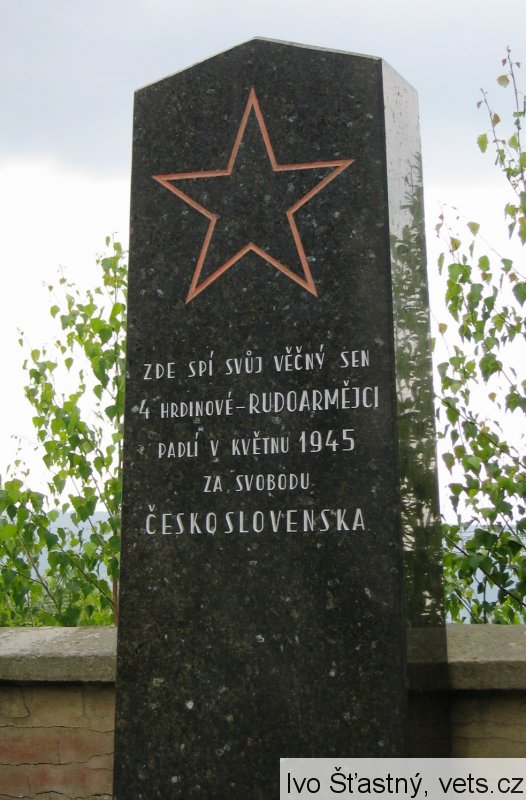 ZDE SPÍ SVŮJ VĚČNÝ SEN
4 HRDINOVÉ-RUDOARMĚJCI
PADLÍ V KVĚTNU 1945
ZA SVOBODU
ČESKOSLOVENSKA
Ivo Šťastný, vets.cz